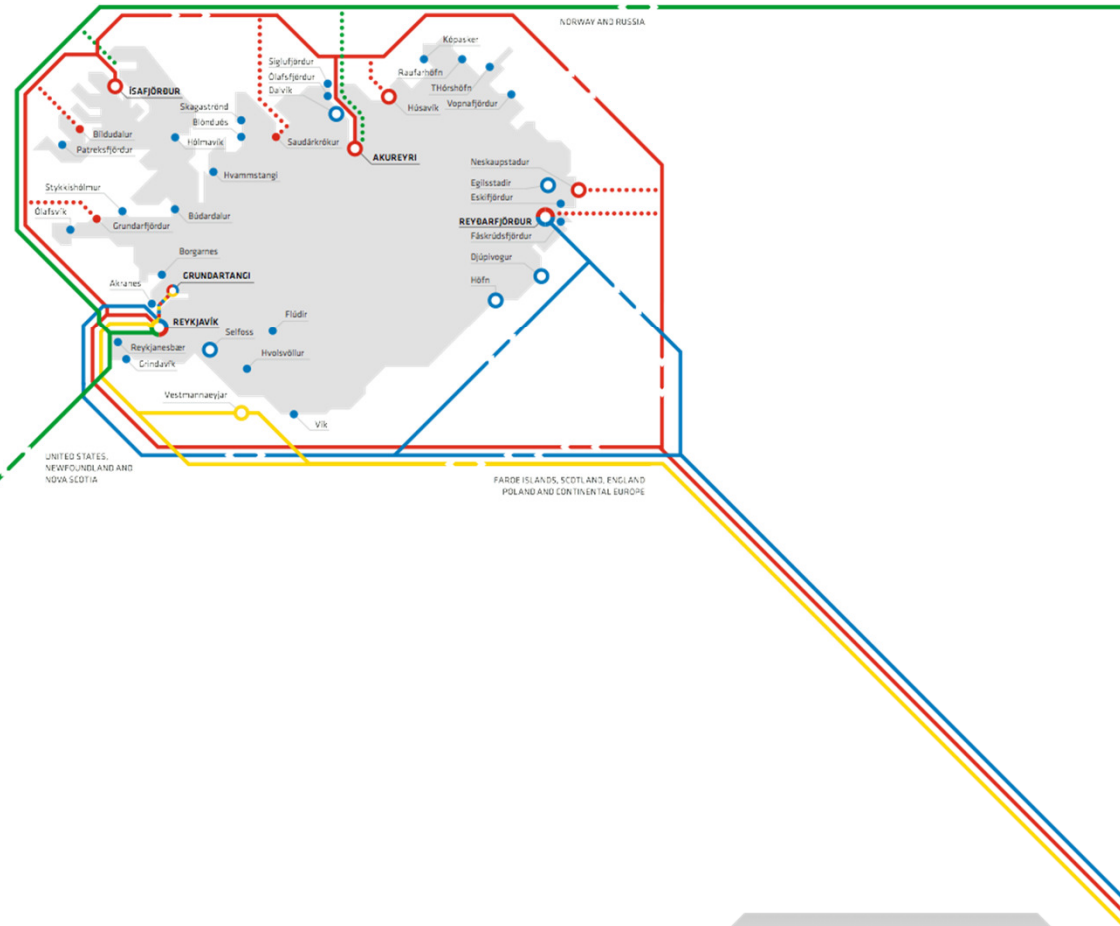 NORWAY AND RUSSIA
Kópasker
Siglufjördur
Raufarhöfn
Ólafsfjördur
THórshöfn
Dalvík
ÍSAFJÖRÐUR
Húsavík
Vopnafjördur
Skagaströnd
Blönduós
Bíldudalur
Hólmavík
Saudárkrókur
Patreksfjördur
AKUREYRI
Neskaupstadur
Hvammstangi
Egilsstadir
Stykkishólmur
Eskifjördur
Ólafsvík
Búdardalur
REYÐARFJÖRÐUR
Grundarfjördur
Fáskrúdsfjördur
Borgarnes
Djúpivogur
GRUNDARTANGI
Höfn
Akranes
Flúdir
REYKJAVÍK
Selfoss
Reykjanesbær
Hvolsvöllur
Grindavík
Vestmannaeyjar
Vík
UNITED STATES,
NEWFOUNDLAND AND
NOVA SCOTIA
FAROE ISLANDS, SCOTLAND, ENGLAND
POLAND AND CONTINENTAL EUROPE